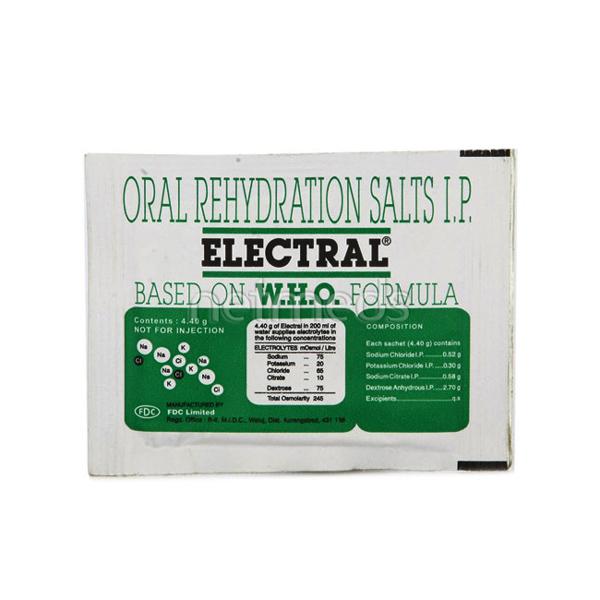 ORAL REHYDRATION SALTS I.P.
ELECTRAL®
BASED ON W.H.O. FORMULA
netmeds
Contents : 4.40 g
NOT FOR INJECTION
Na
K
Na
Na
Cl
Cl
K
Na
Na
K
Na
Cl
MANUFACTURED BY
FDC
FDC Limited
4.40 g of Electral in 200 ml of
water supplies electrolytes in
the following concentrations
ELECTROLYTES mOsmol / Litre
Sodium ... 75
Potassium ... 20
Chloride ... 65
Citrate ... 10
Dextrose ... 75
Total Osmolarity 245
COMPOSITION
Each sachet (4.40 g) contains
Sodium Chloride I.P. ........0.52 g
Potassium Chloride I.P. ....0.30 g
Sodium Citrate I.P. ..........0.58 g
Dextrose Anhydrous I.P. ..2.70 g
Excipients..........................q.s